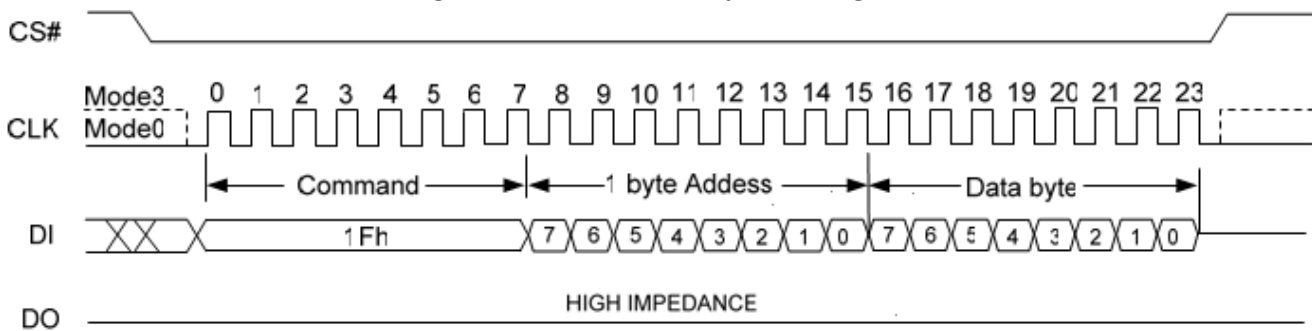 CS#
Mode3 0 1 2 3 4 5 6 7 8 9 10 11 12 13 14 15 16 17 18 19 20 21 22 23
CLK Mode0
Command 1 byte Addess Data byte
DI 1Fh 7 6 5 4 3 2 1 0 7 6 5 4 3 2 1 0
HIGH IMPEDANCE
DO